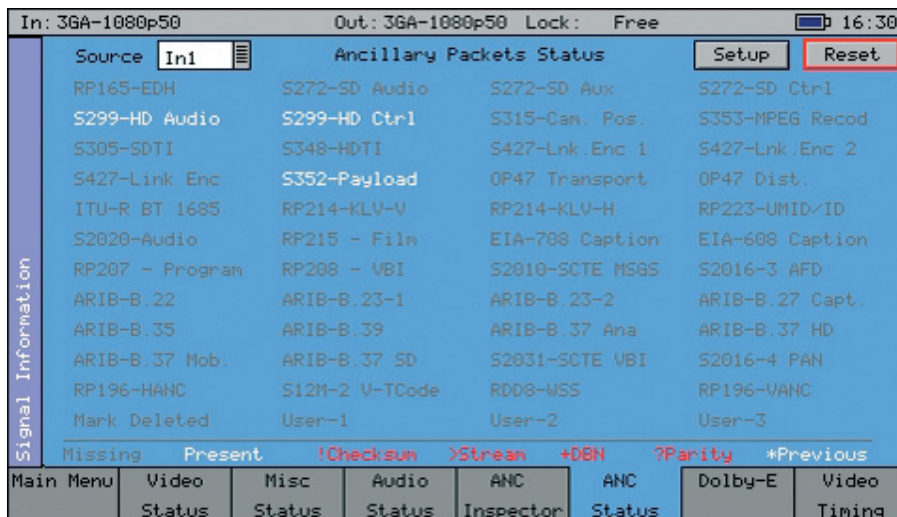 In: 3GA-1080p50 Out: 3GA-1080p50 Lock: Free 16:30
Source In1 Ancillary Packets Status Setup Reset
RP165-EDH S272-SD Audio S272-SD Aux S272-SD Ctrl
S299-HD Audio S299-HD Ctrl S315-Cam. Pos. S353-MPEG Recod
S305-SDTI S348-HDTI S427-Lnk.Enc 1 S427-Lnk.Enc 2
S427-Link Enc S352-Payload OP47 Transport OP47 Dist.
ITU-R BT 1685 RP214-KLV-V RP214-KLV-H RP223-UMID/ID
S2020-Audio RP215 - Film EIA-708 Caption EIA-608 Caption
RP207 - Program RP208 - VBI S2010-SCTE MSGS S2016-3 AFD
ARIB-B.22 ARIB-B.23-1 ARIB-B.23-2 ARIB-B.27 Capt.
ARIB-B.35 ARIB-B.39 ARIB-B.37 Ana ARIB-B.37 HD
ARIB-B.37 Mob. ARIB-B.37 SD S2031-SCTE VBI S2016-4 PAN
RP196-HANC S12M-2 V-TCode RDD8-WSS RP196-VANC
Mark Deleted User-1 User-2 User-3
Signal Information
Missing Present !Checksum >Stream +DBN ?Parity *Previous
Main Menu Video Status Misc Status Audio Status ANC Inspector ANC Status Dolby-E Video Timing